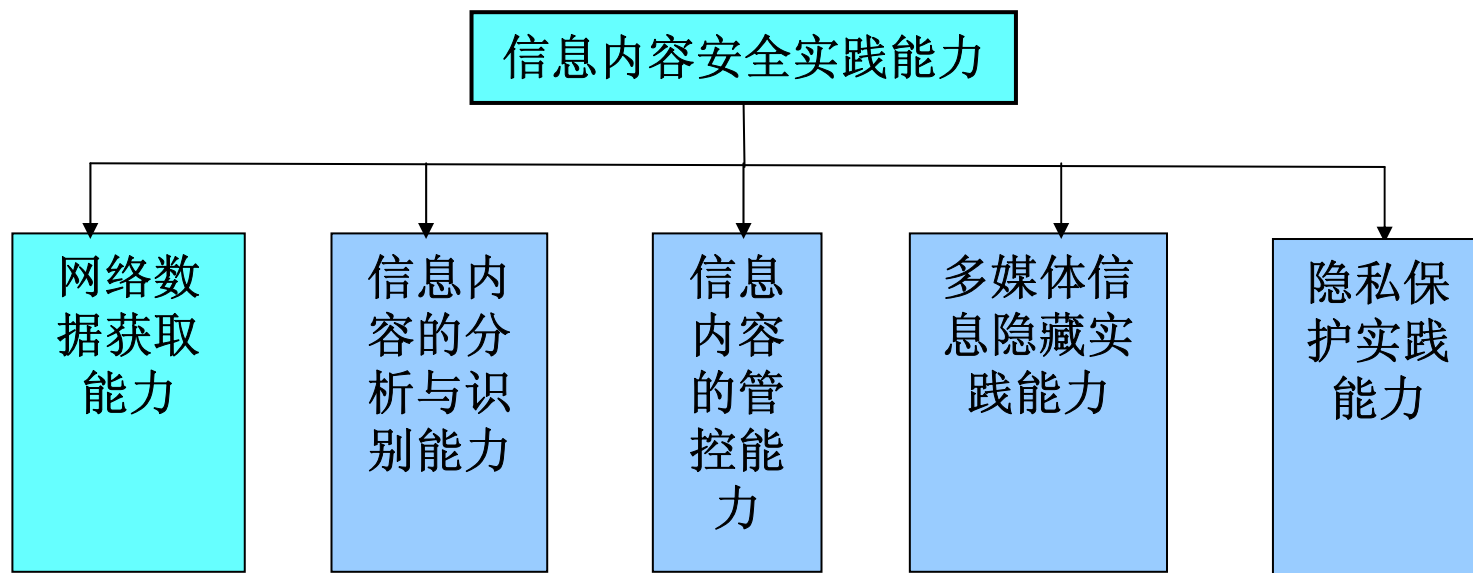 信息内容安全实践能力
网络数
据获取
能力
信息内
容的分
析与识
别能力
信息
内容
的管
控能
力
多媒体信
息隐藏实
践能力
隐私保
护实践
能力